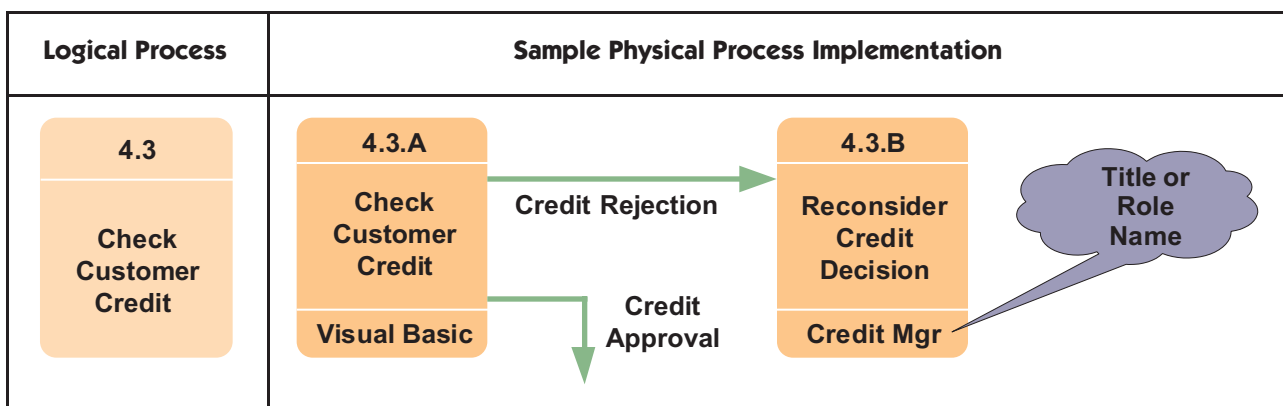 Logical Process
Sample Physical Process Implementation
4.3
Check
Customer
Credit
4.3.A
Check
Customer
Credit
Visual Basic
Credit Rejection
Credit
Approval
4.3.B
Reconsider
Credit
Decision
Credit Mgr
Title or
Role
Name